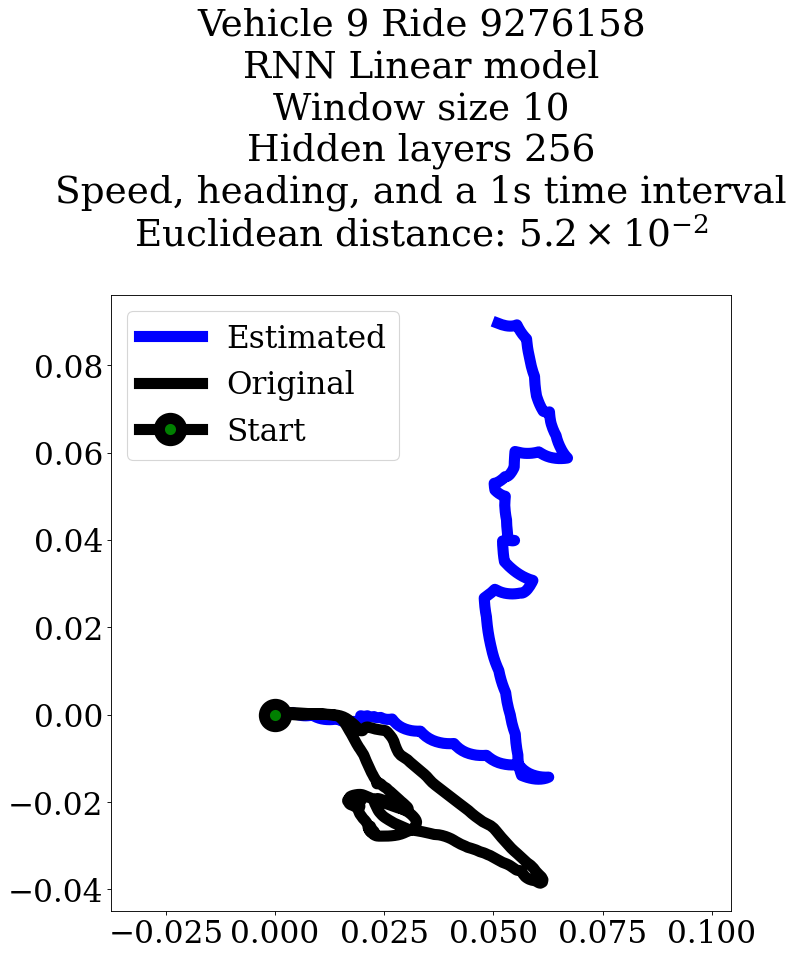 Vehicle 9 Ride 9276158
RNN Linear model
Window size 10
Hidden layers 256
Speed, heading, and a 1s time interval
Euclidean distance: 5.2 × 10⁻²
Estimated
Original
Start
0.08
0.06
0.04
0.02
0.00
−0.02
−0.04
−0.025 0.000 0.025 0.050 0.075 0.100